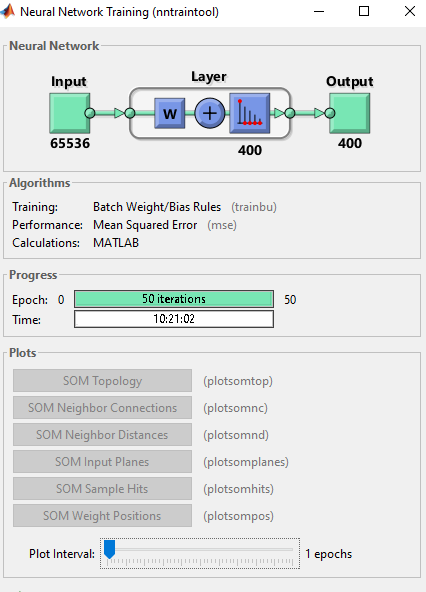 Neural Network Training (nntraintool)
Neural Network
Input
Layer
Output
W
65536
400
400
Algorithms
Training: Batch Weight/Bias Rules (trainbu)
Performance: Mean Squared Error (mse)
Calculations: MATLAB
Progress
Epoch: 0 50 iterations 50
Time: 10:21:02
Plots
SOM Topology (plotsomtop)
SOM Neighbor Connections (plotsomnc)
SOM Neighbor Distances (plotsomnd)
SOM Input Planes (plotsomplanes)
SOM Sample Hits (plotsomhits)
SOM Weight Positions (plotsompos)
Plot Interval: 1 epochs